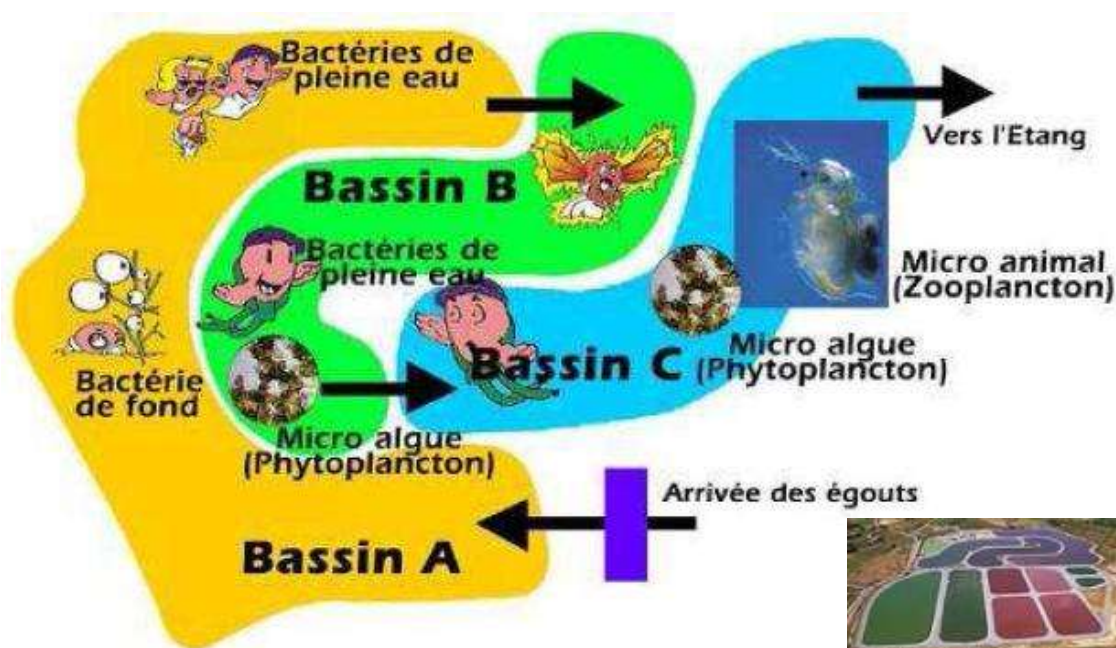 Bactéries de
pleine eau
Vers l'Etang
Bassin B
Bactéries de
pleine eau
Micro animal
(Zooplancton)
Bassin C
Micro algue
(Phytoplancton)
Bactérie
de fond
Micro algue
(Phytoplancton)
Arrivée des égouts
Bassin A